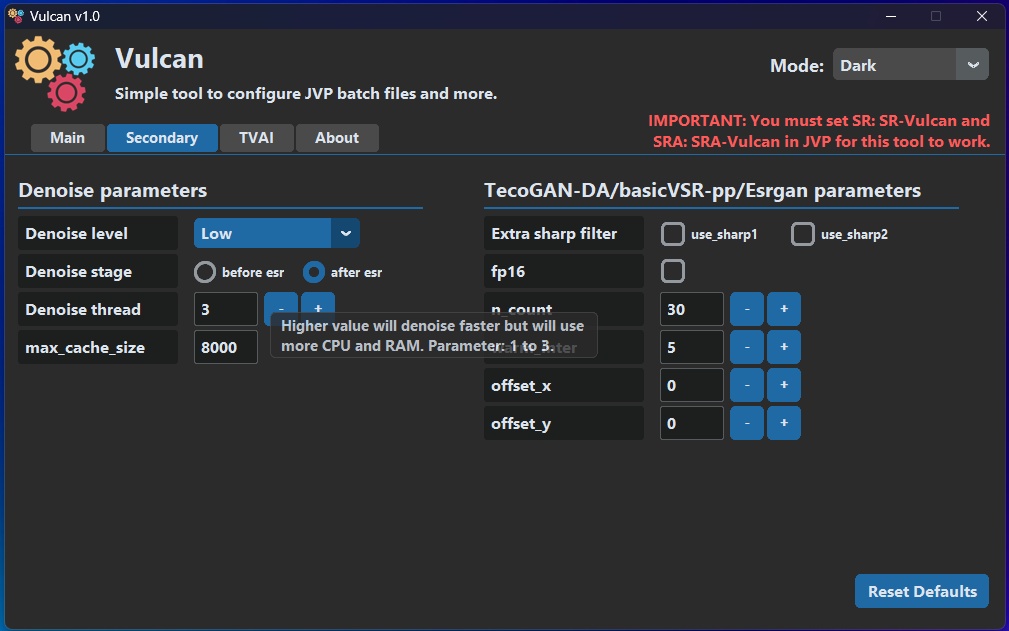 Vulcan v1.0
Vulcan
Simple tool to configure JVP batch files and more.
Mode: Dark
IMPORTANT: You must set SR: SR-Vulcan and
SRA: SRA-Vulcan in JVP for this tool to work.
Main Secondary TVAI About
Denoise parameters
Denoise level Low
Denoise stage before esr after esr
Denoise thread 3 - +
Higher value will denoise faster but will use
more CPU and RAM. Parameter: 1 to 3.
max_cache_size 8000
TecoGAN-DA/basicVSR-pp/Esrgan parameters
Extra sharp filter use_sharp1 use_sharp2
fp16
n_count 30 - +
5 - +
offset_x 0 - +
offset_y 0 - +
Reset Defaults